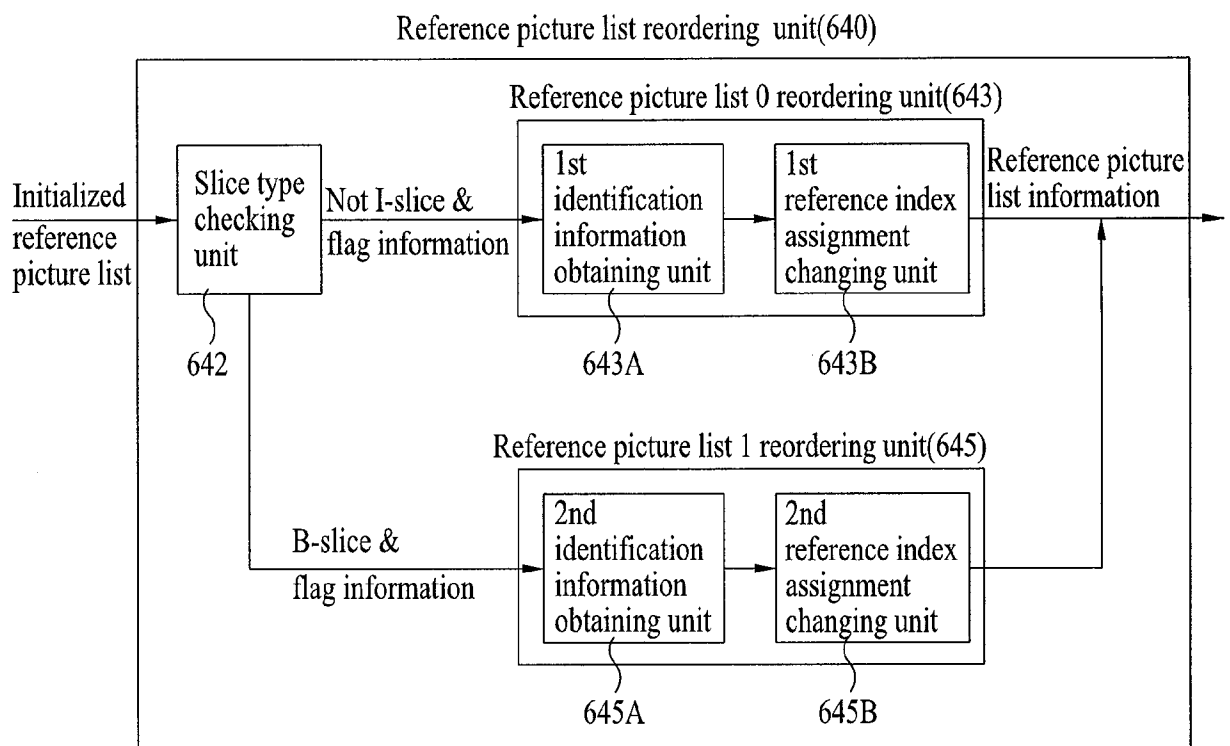 Reference picture list reordering unit(640)
Reference picture list 0 reordering unit(643)
Initialized
reference
picture list
Slice type
checking
unit
642
Not I-slice &
flag information
1st
identification
information
obtaining unit
643A
1st
reference index
assignment
changing unit
643B
Reference picture
list information
Reference picture list 1 reordering unit(645)
B-slice &
flag information
2nd
identification
information
obtaining unit
645A
2nd
reference index
assignment
changing unit
645B